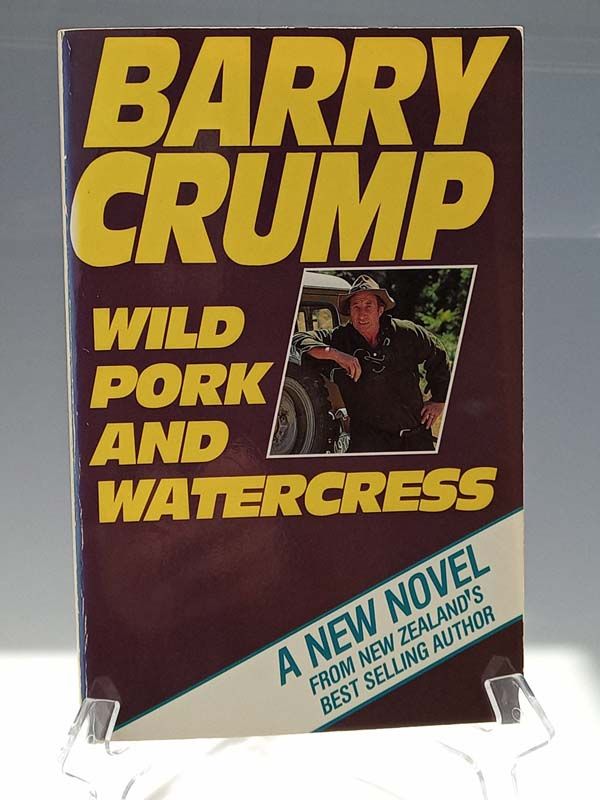 BARRY
CRUMP
WILD
PORK
AND
WATERCRESS
A NEW NOVEL
FROM NEW ZEALAND'S
BEST SELLING AUTHOR